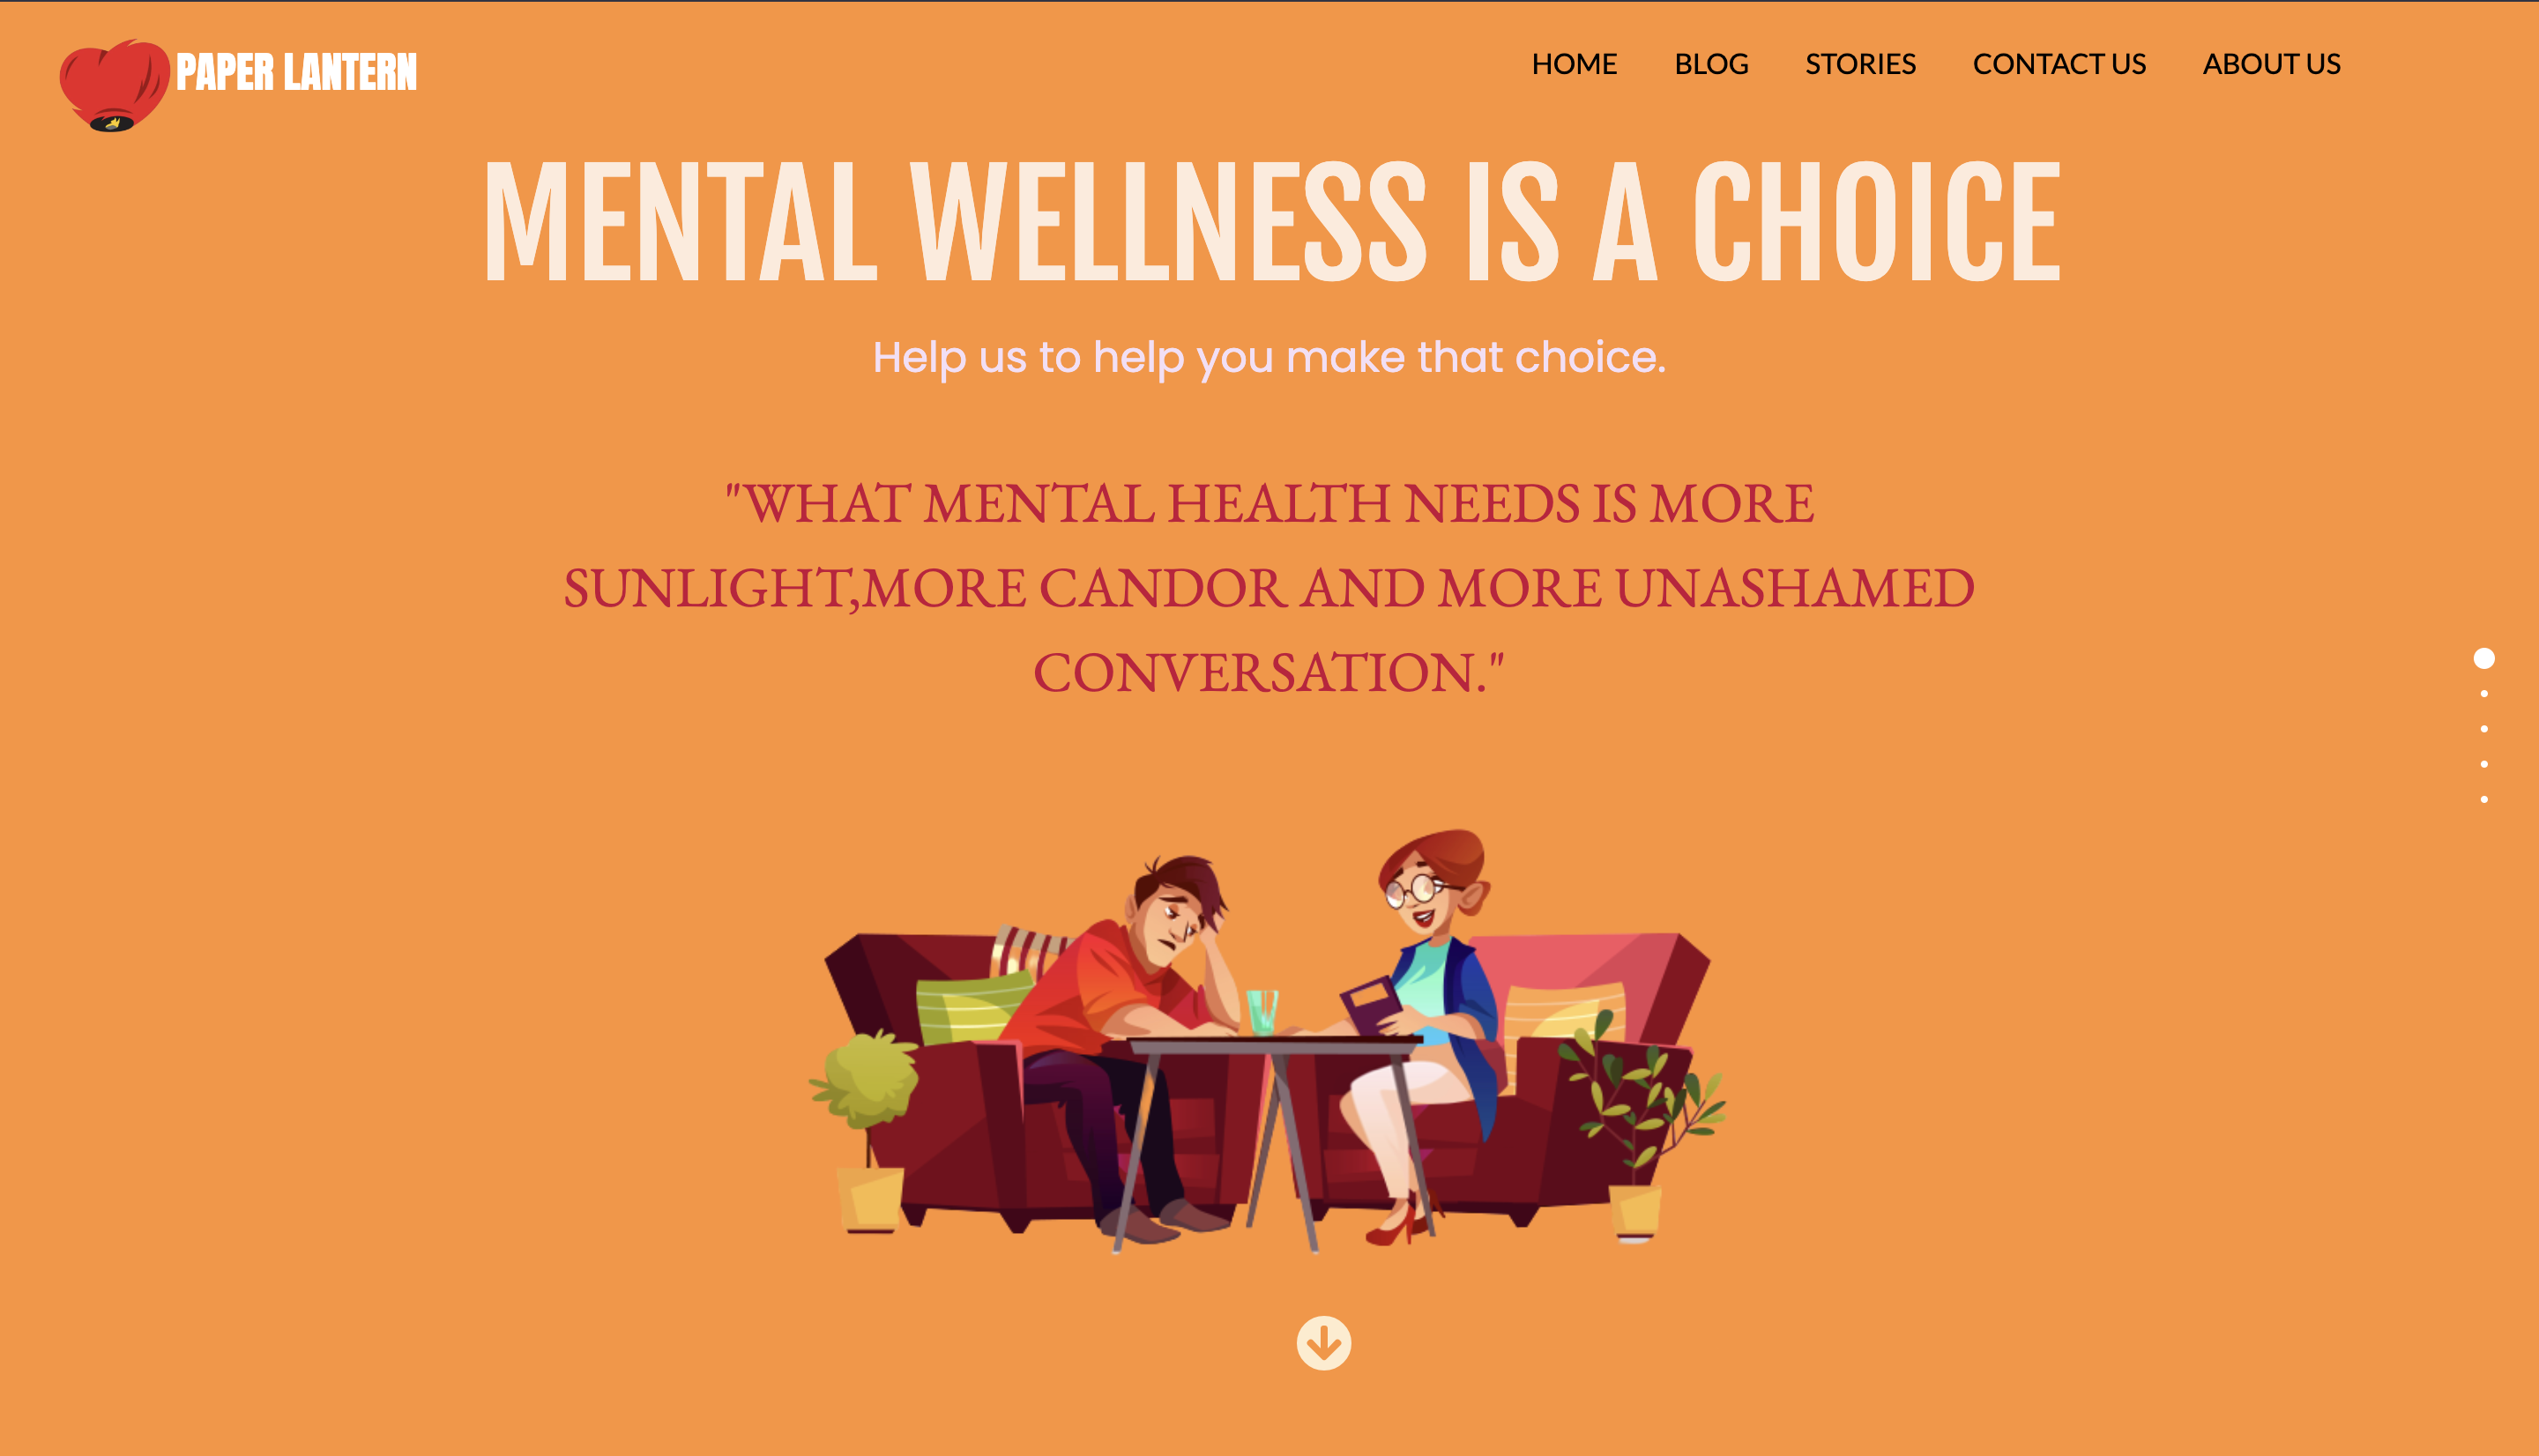 PAPER LANTERN
HOME BLOG STORIES CONTACT US ABOUT US
MENTAL WELLNESS IS A CHOICE
Help us to help you make that choice.
"WHAT MENTAL HEALTH NEEDS IS MORE
SUNLIGHT,MORE CANDOR AND MORE UNASHAMED
CONVERSATION."